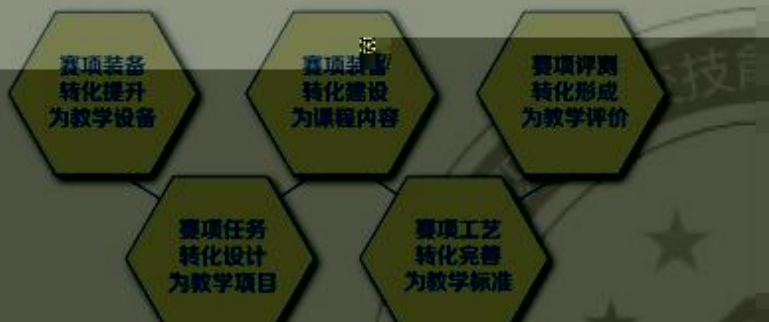 赛项装备
转化提升
为教学设备
赛项装备
转化建设
为课程内容
赛项评测
转化形成
为教学评价
赛项任务
转化设计
为教学项目
赛项工艺
转化完善
为教学标准
技能